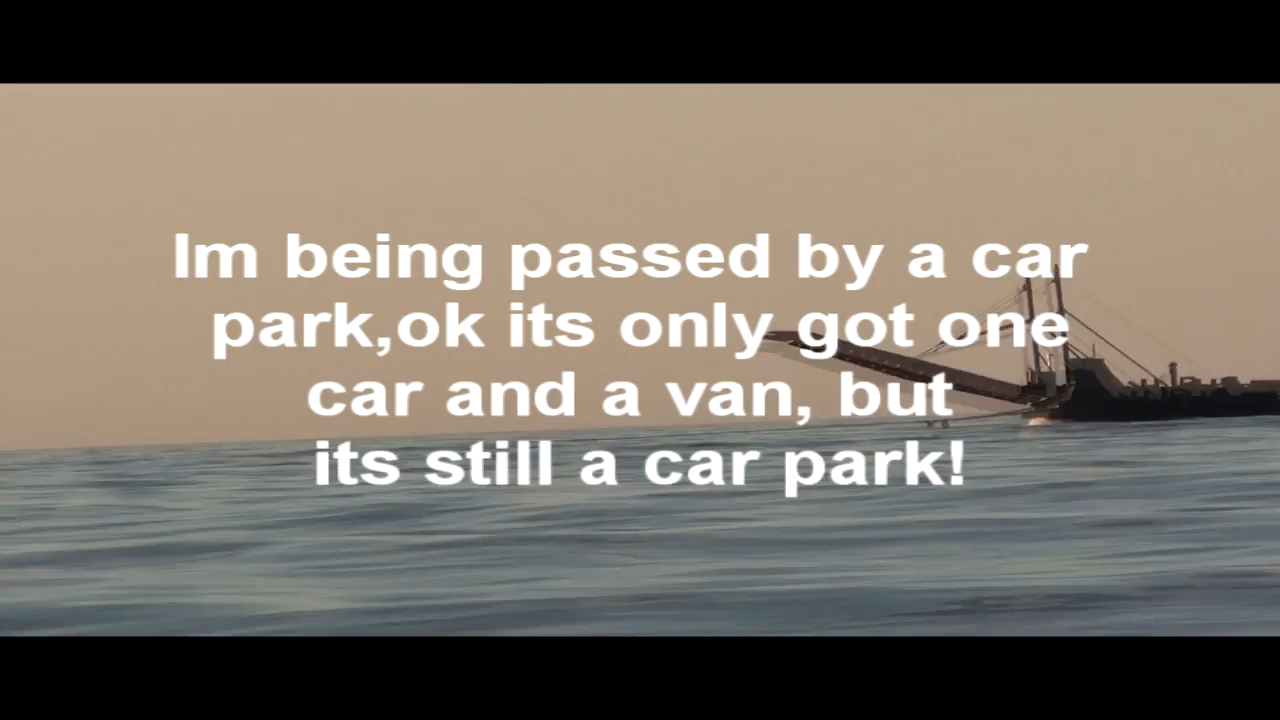 Im being passed by a car
park,ok its only got one
car and a van, but
its still a car park!